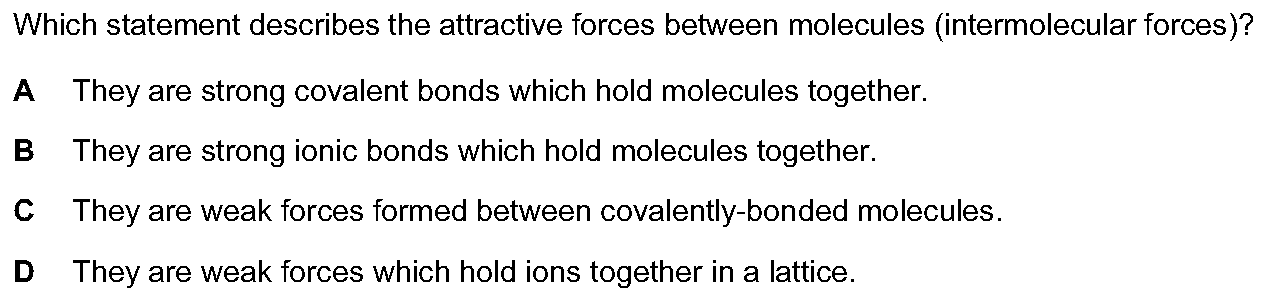 Which statement describes the attractive forces between molecules (intermolecular forces)?
A They are strong covalent bonds which hold molecules together.
B They are strong ionic bonds which hold molecules together.
C They are weak forces formed between covalently-bonded molecules.
D They are weak forces which hold ions together in a lattice.